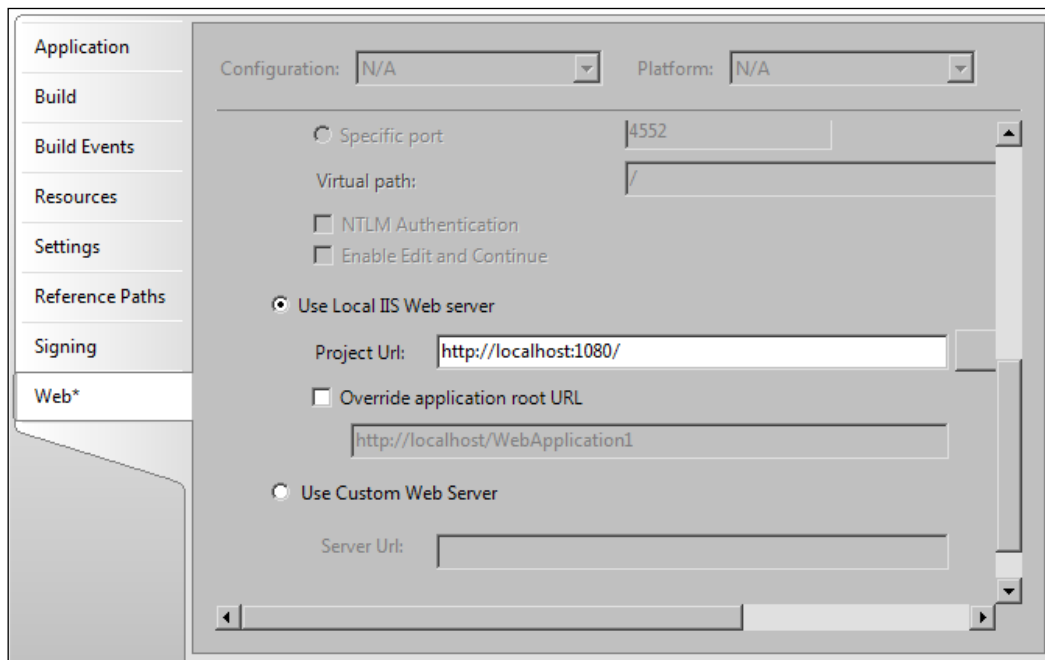 Application
Build
Build Events
Resources
Settings
Reference Paths
Signing
Web*
Configuration: N/A Platform: N/A
Specific port 4552
Virtual path: /
NTLM Authentication
Enable Edit and Continue
Use Local IIS Web server
Project Url: http://localhost:1080/
Override application root URL
http://localhost/WebApplication1
Use Custom Web Server
Server Url: